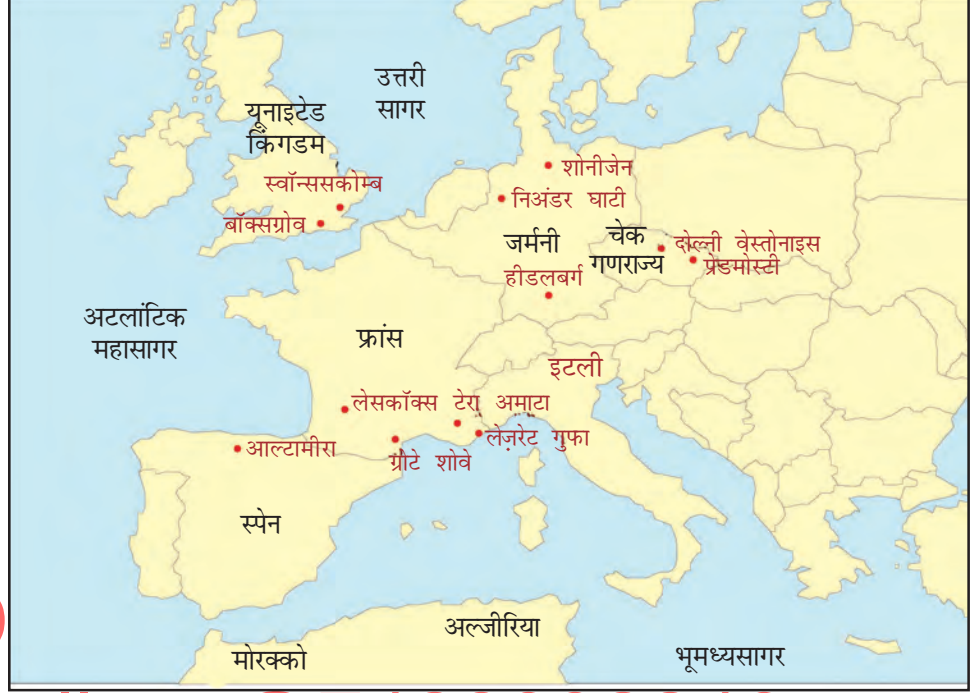 उत्तरी
सागर
यूनाइटेड
किंगडम
स्वॉन्ससकोम्ब
बॉक्सग्रोव
शोनीजेन
निअंडर घाटी
जर्मनी
चेक
गणराज्य
दोल्नी वेस्तोनाइस
प्रेडमोस्टी
हीडलबर्ग
अटलांटिक
महासागर
फ्रांस
इटली
लेसकॉक्स
टेरा अमाटा
लेज़रेट गुफा
ग्रोटे शोवे
आल्टामीरा
स्पेन
अल्जीरिया
मोरक्को
भूमध्यसागर